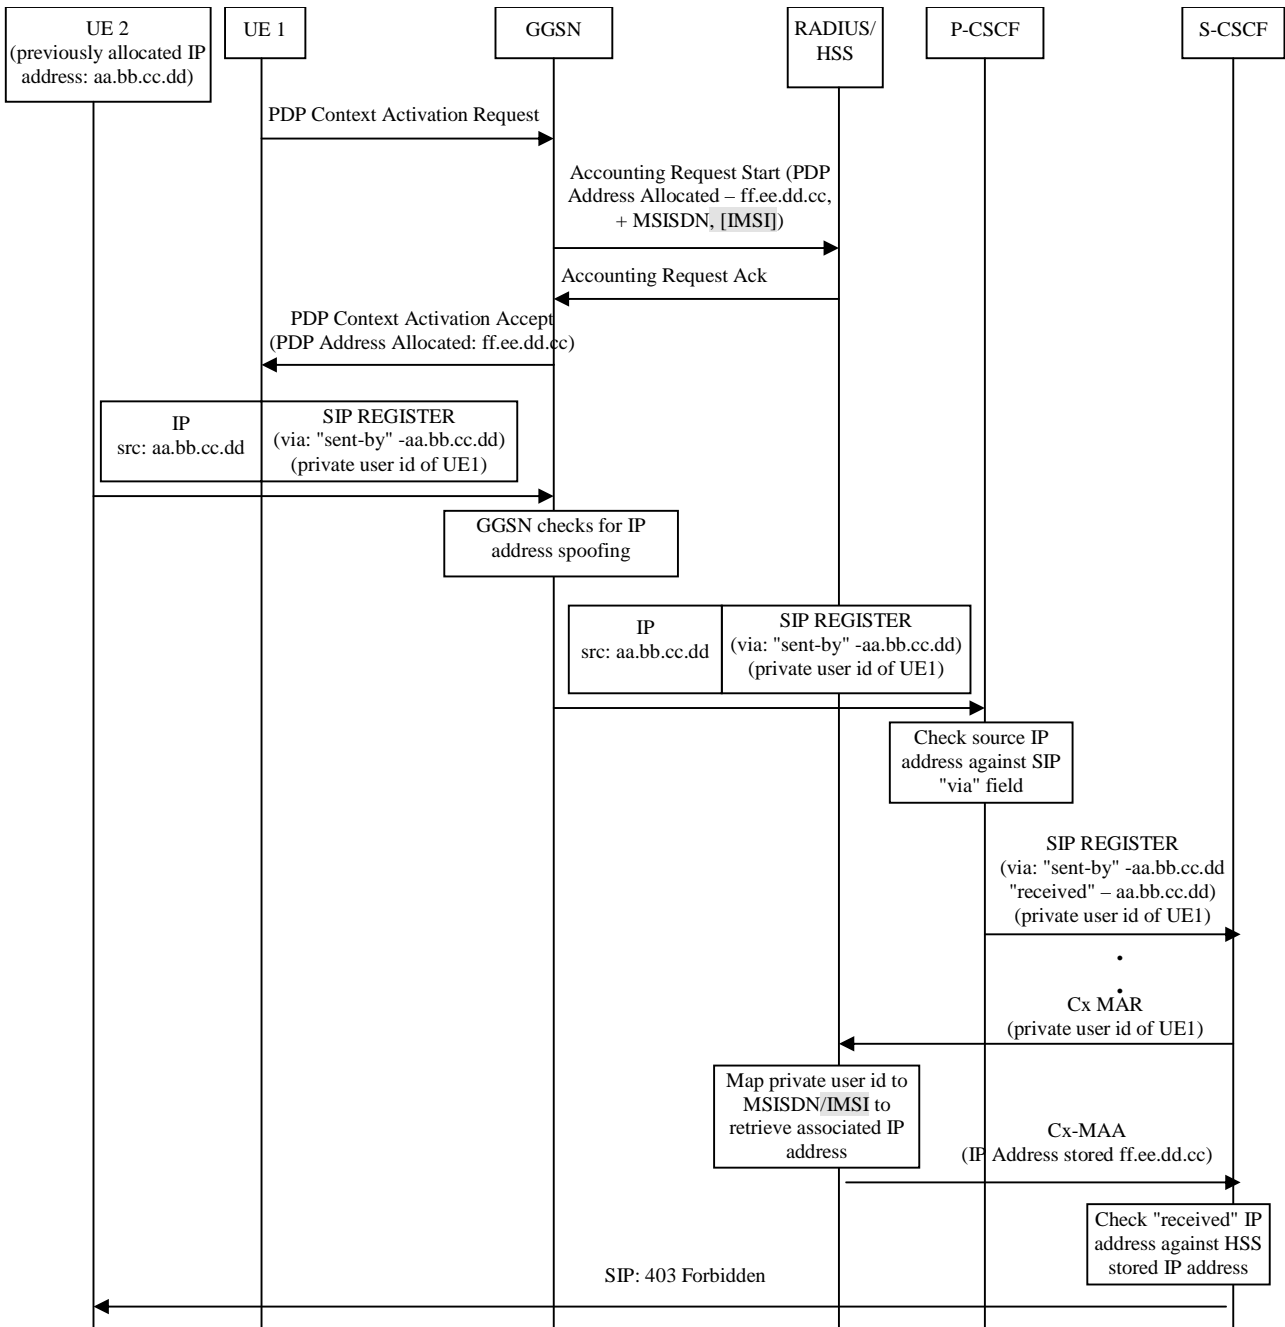 UE 2
(previously allocated IP
address: aa.bb.cc.dd)
UE 1
GGSN
RADIUS/
HSS
P-CSCF
S-CSCF
PDP Context Activation Request
Accounting Request Start (PDP
Address Allocated – ff.ee.dd.cc,
+ MSISDN, [IMSI])
Accounting Request Ack
PDP Context Activation Accept
(PDP Address Allocated: ff.ee.dd.cc)
IP
src: aa.bb.cc.dd
SIP REGISTER
(via: "sent-by" -aa.bb.cc.dd)
(private user id of UE1)
GGSN checks for IP
address spoofing
IP
src: aa.bb.cc.dd
SIP REGISTER
(via: "sent-by" -aa.bb.cc.dd)
(private user id of UE1)
Check source IP
address against SIP
"via" field
SIP REGISTER
(via: "sent-by" -aa.bb.cc.dd
"received" – aa.bb.cc.dd)
(private user id of UE1)
.
.
Cx MAR
(private user id of UE1)
Map private user id to
MSISDN/IMSI to
retrieve associated IP
address
Cx-MAA
(IP Address stored ff.ee.dd.cc)
Check "received" IP
address against HSS
stored IP address
SIP: 403 Forbidden